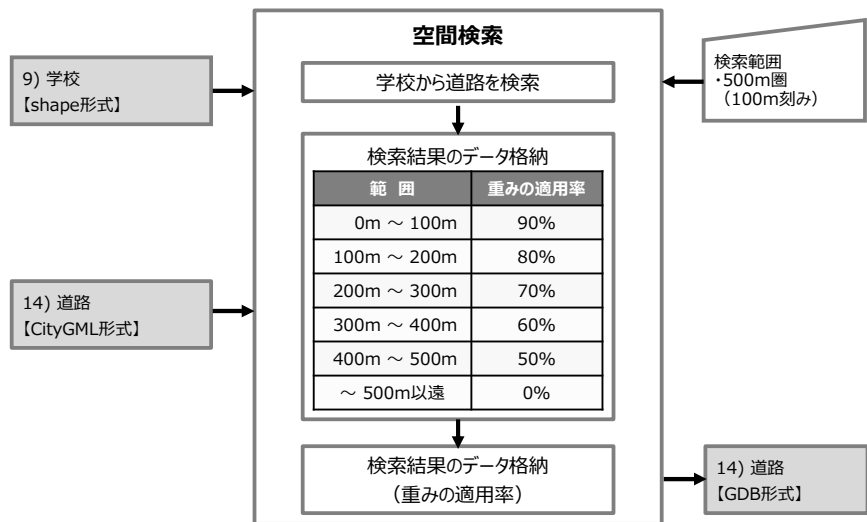 空間検索
9) 学校
【shape形式】
学校から道路を検索
検索範囲
・500m圏
（100m刻み）
検索結果のデータ格納
範 囲 重みの適用率
0m ～ 100m 90%
100m ～ 200m 80%
200m ～ 300m 70%
300m ～ 400m 60%
400m ～ 500m 50%
～ 500m以遠 0%
14) 道路
【CityGML形式】
検索結果のデータ格納
（重みの適用率）
14) 道路
【GDB形式】